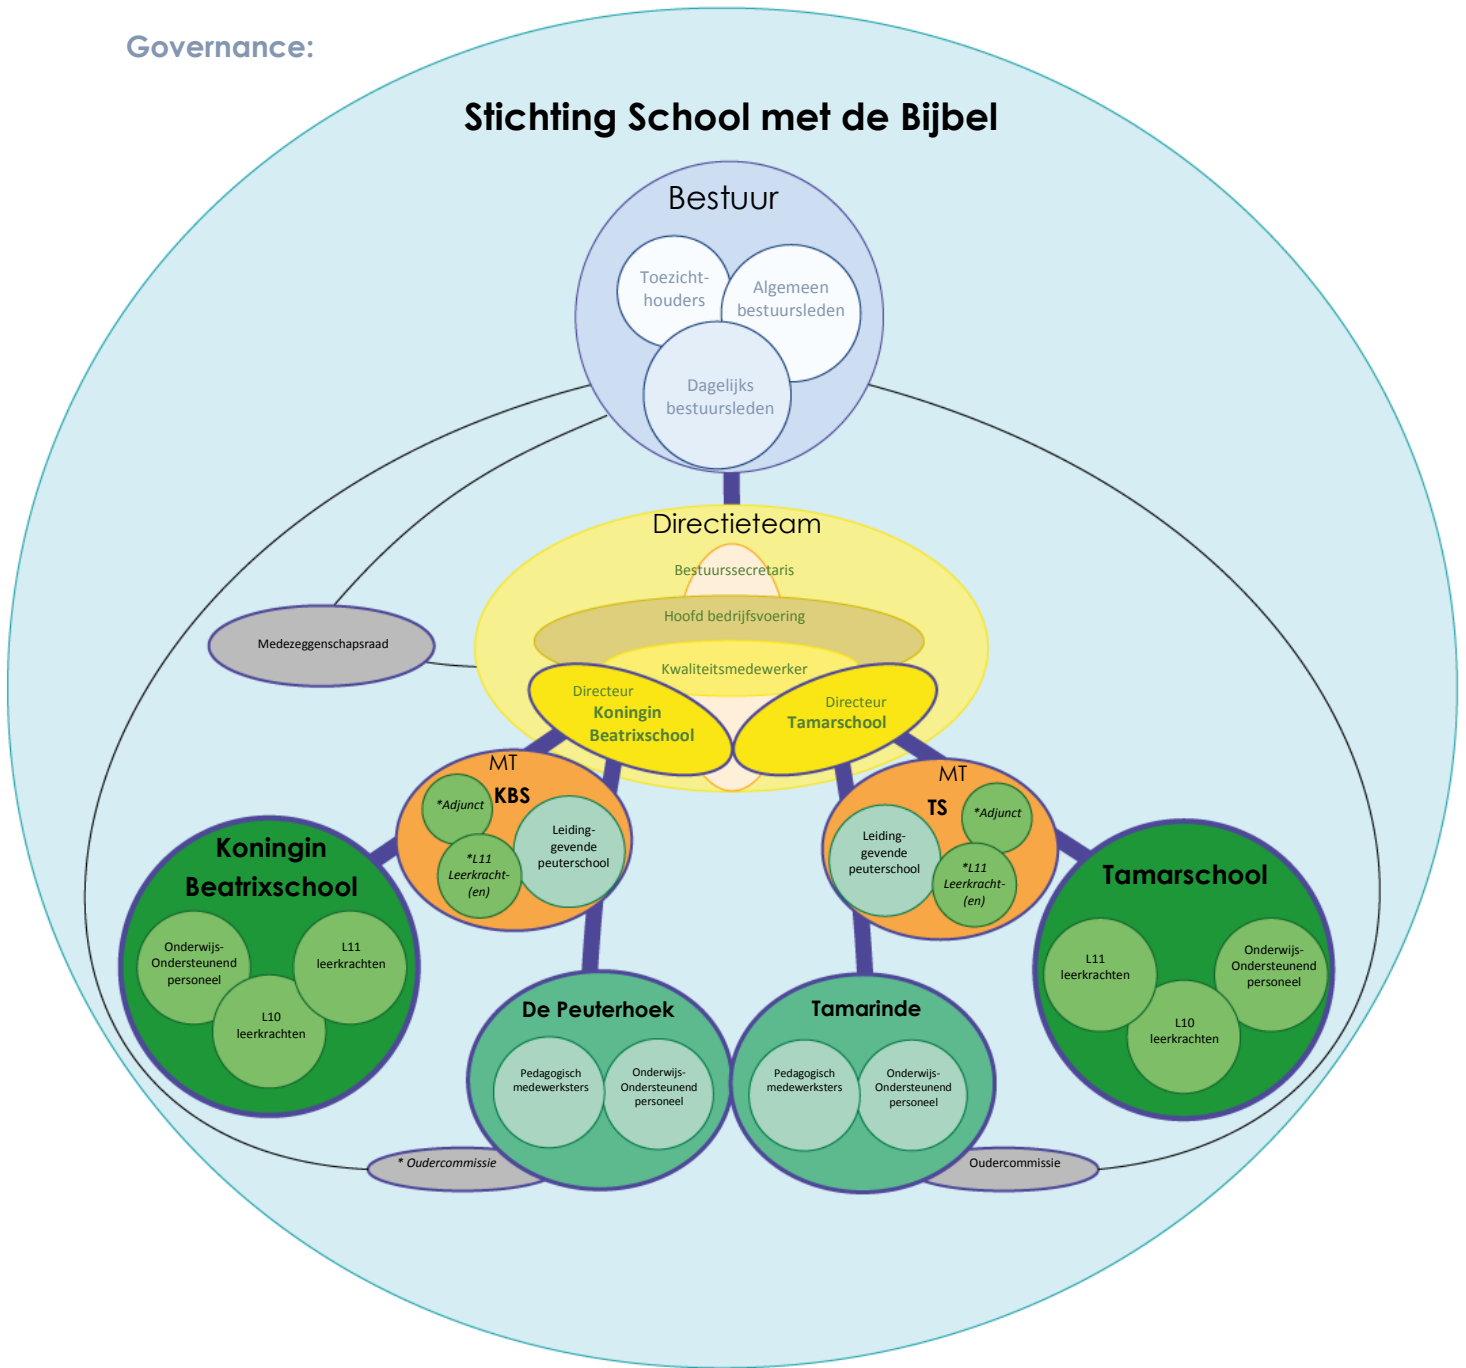 Governance:
Stichting School met de Bijbel
Bestuur
Toezicht-
houders
Algemeen
bestuursleden
Dagelijks
bestuursleden
Directieteam
Bestuurssecretaris
Hoofd bedrijfsvoering
Kwaliteitsmedewerker
Medezeggenschapsraad
Directeur
Koningin
Beatrixschool
Directeur
Tamarschool
MT
KBS
*Adjunct
*L11
Leerkracht-
(en)
Leiding-
gevende
peuterschool
MT
TS
Leiding-
gevende
peuterschool
*Adjunct
*L11
Leerkracht-
(en)
Koningin
Beatrixschool
Onderwijs-
Ondersteunend
personeel
L10
leerkrachten
L11
leerkrachten
Tamarschool
L11
leerkrachten
L10
leerkrachten
Onderwijs-
Ondersteunend
personeel
De Peuterhoek
Pedagogisch
medewerksters
Onderwijs-
Ondersteunend
personeel
Tamarinde
Pedagogisch
medewerksters
Onderwijs-
Ondersteunend
personeel
* Oudercommissie
Oudercommissie